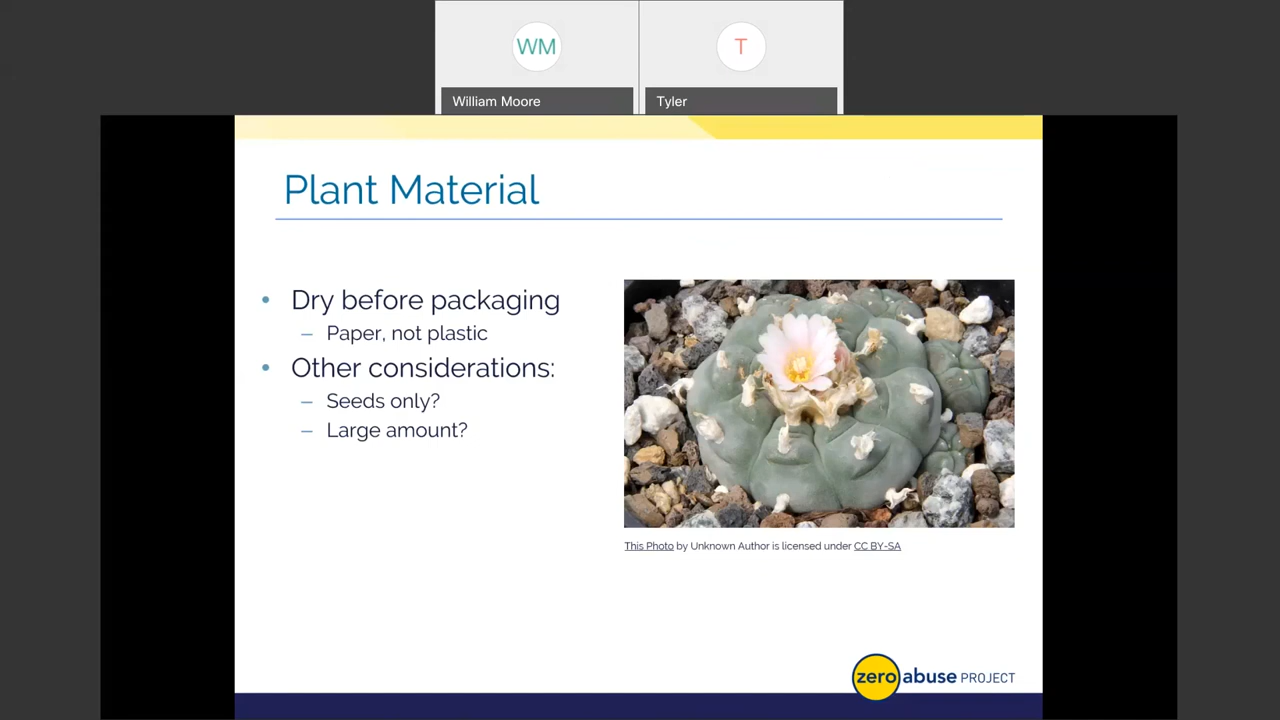 WM
T
William Moore
Tyler
Plant Material
• Dry before packaging
– Paper, not plastic
• Other considerations:
– Seeds only?
– Large amount?
This Photo by Unknown Author is licensed under CC BY-SA
zero abuse PROJECT